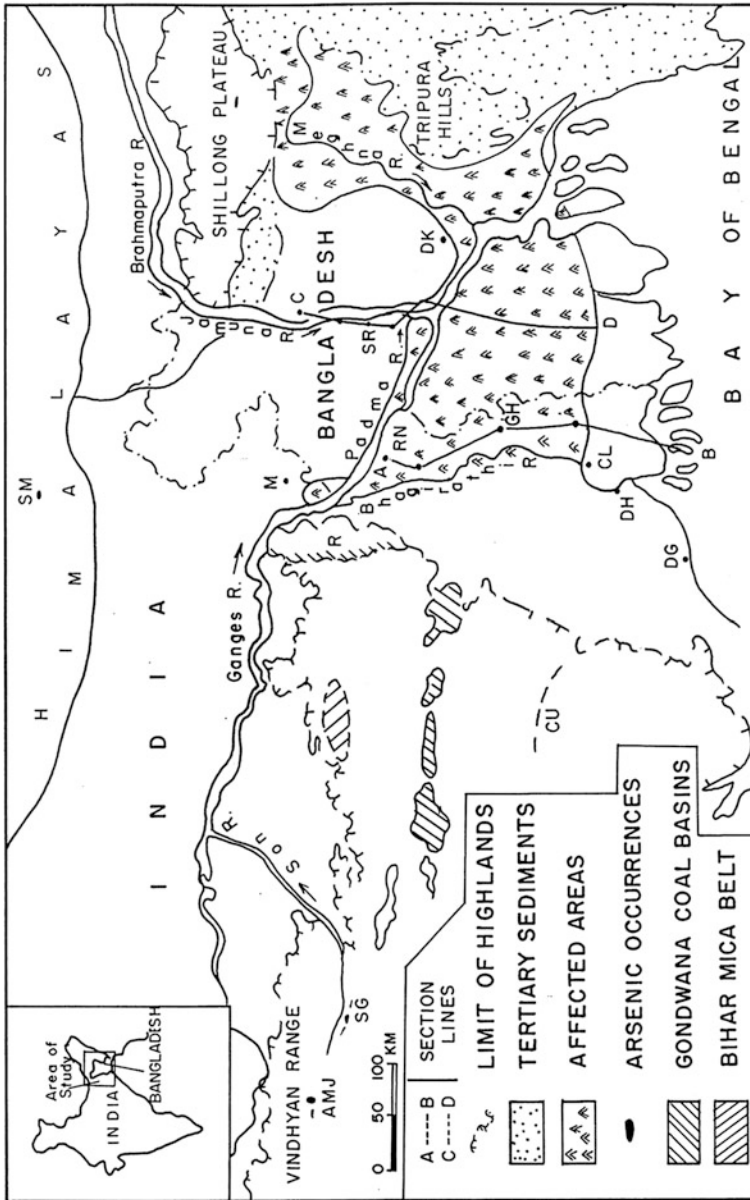 Area of
Study
INDIA
BANGLADESH
HIMALAYAS
SM
INDIA
Brahmaputra R.
SHILLONG PLATEAU
Jamuna R.
C
BANGLADESH
Meghna R.
TRIPURA
HILLS
DK
SR
Padma R.
M
Ganges R.
Son R.
VINDHYAN RANGE
AMJ
SG
R
A
RN
Bhagirathi R.
GH
D
CL
DH
B
DG
CU
BAY OF BENGAL
0 50 100
KM
A ---- B
C ---- D
SECTION
LINES
LIMIT OF HIGHLANDS
TERTIARY SEDIMENTS
AFFECTED AREAS
ARSENIC OCCURRENCES
GONDWANA COAL BASINS
BIHAR MICA BELT